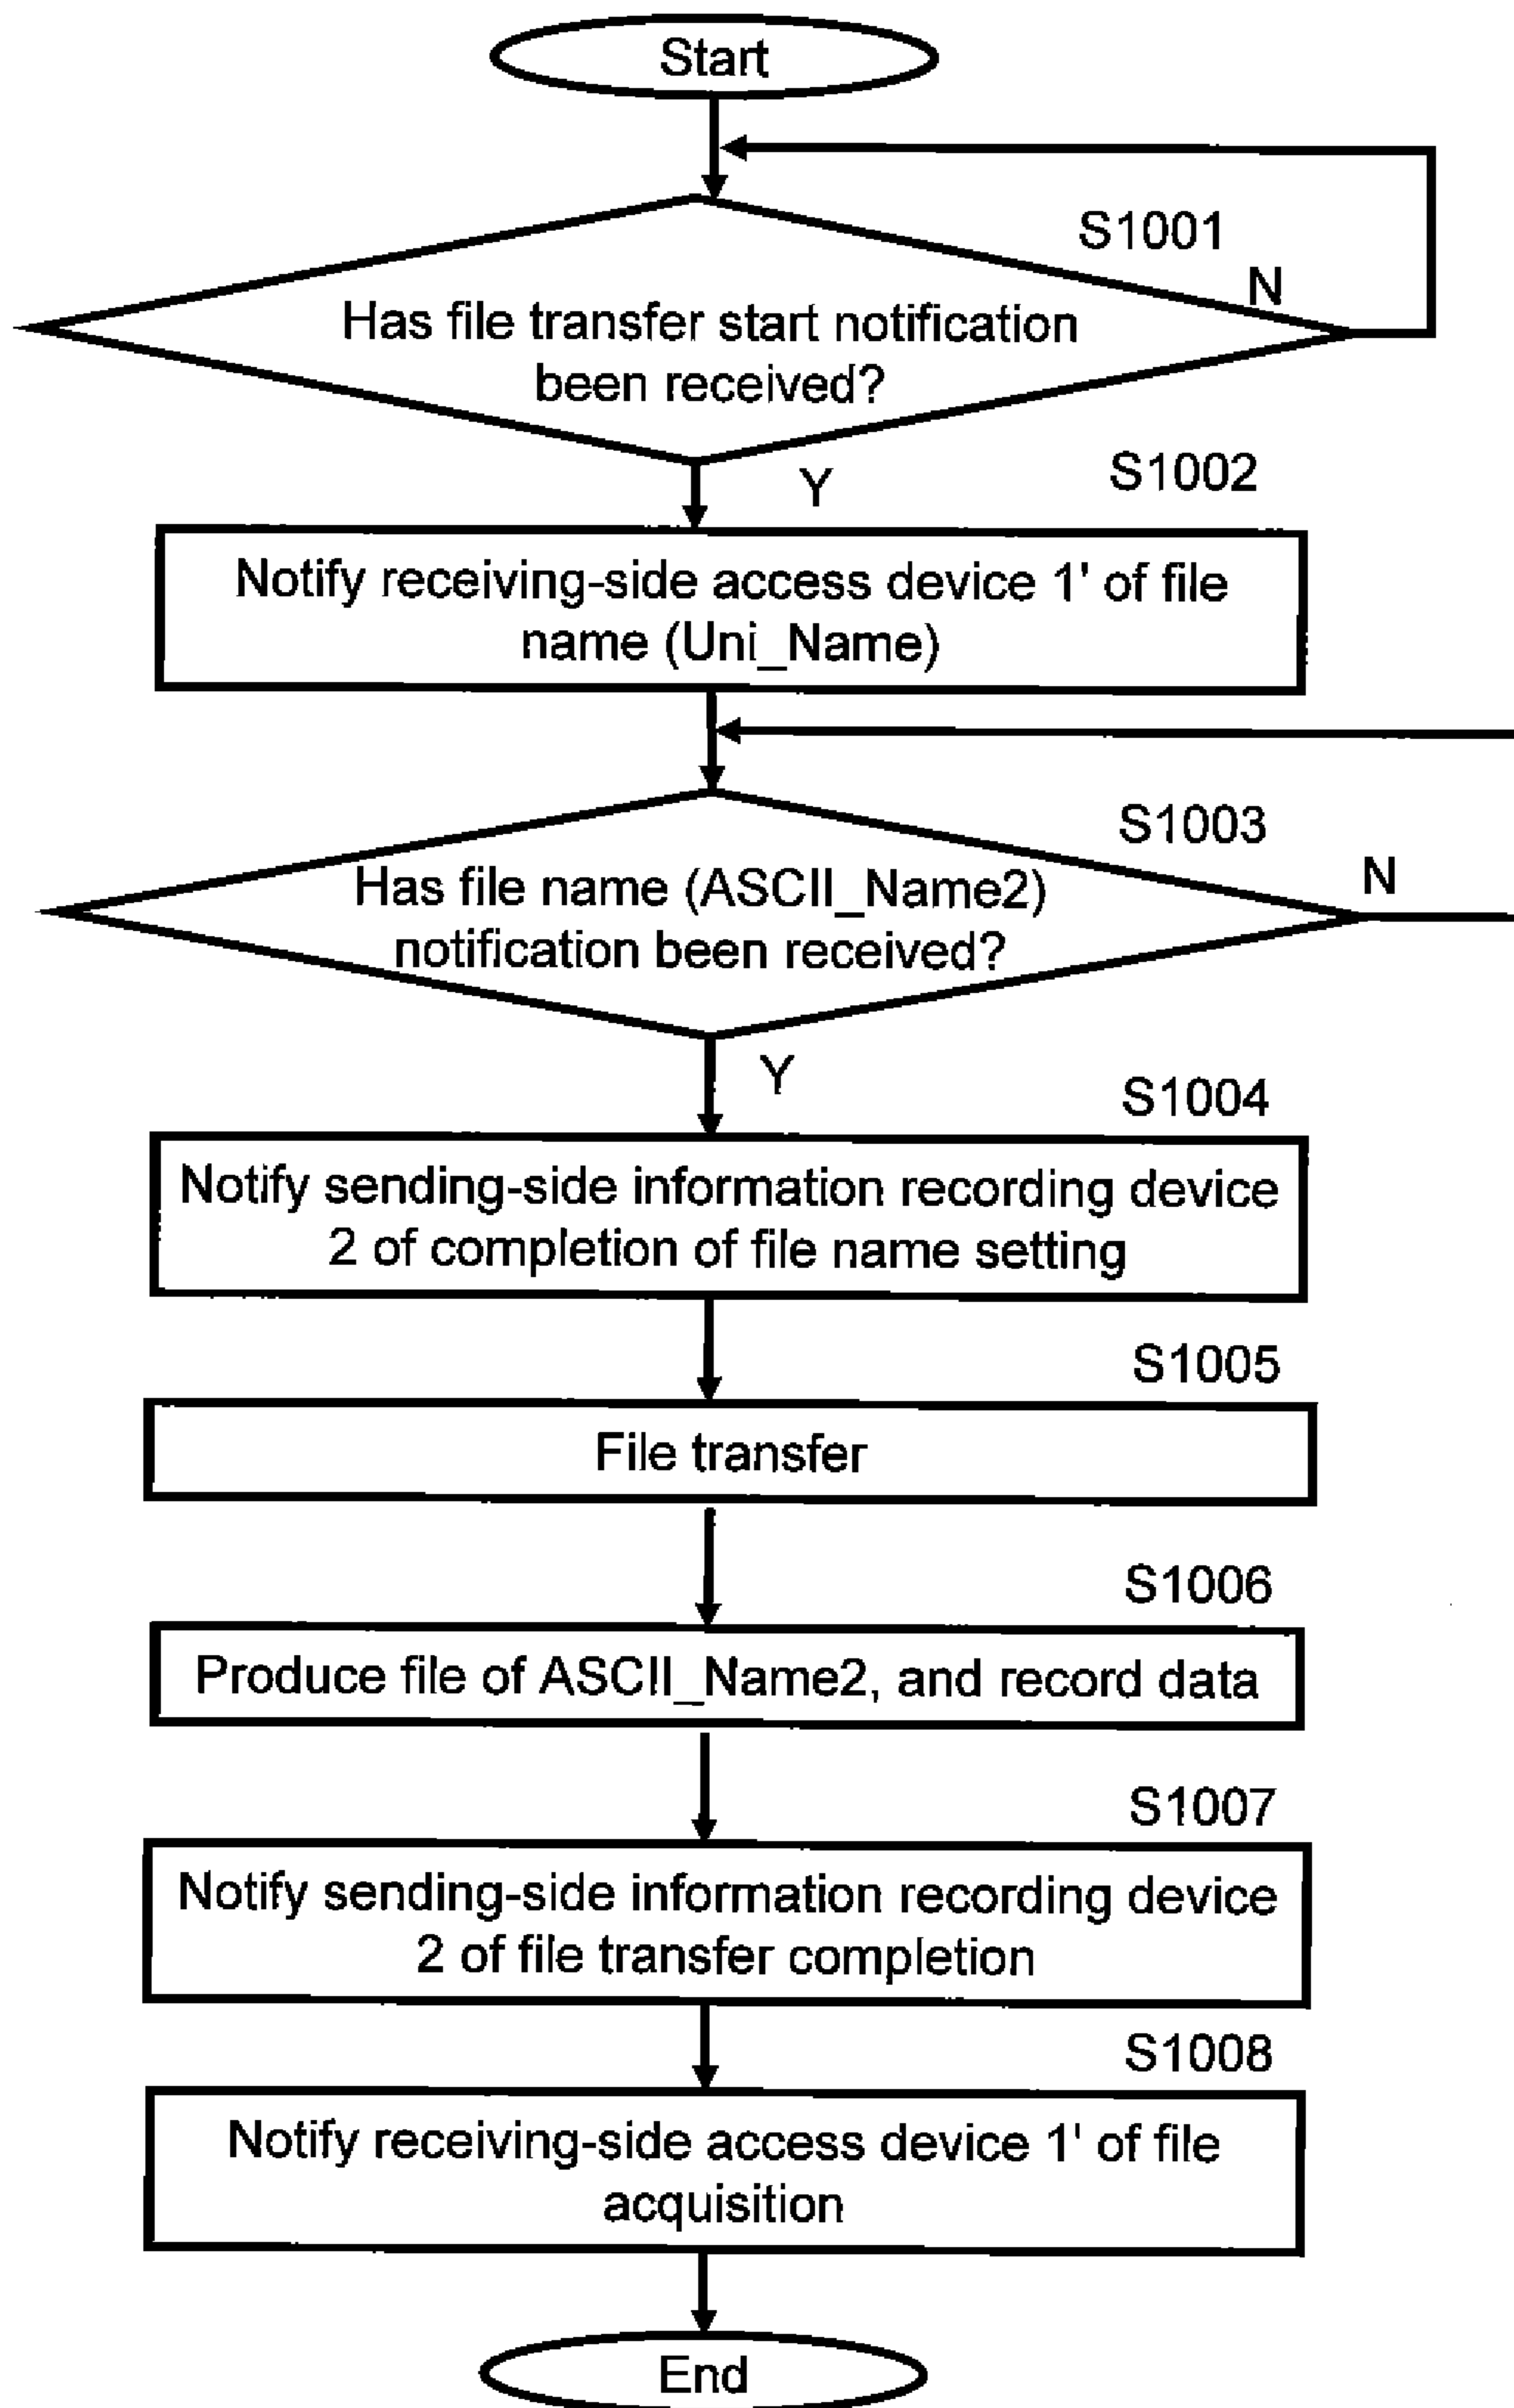 Start
S1001
N
Has file transfer start notification
been received?
Y
S1002
Notify receiving-side access device 1' of file
name (Uni_Name)
S1003
N
Has file name (ASCII_Name2)
notification been received?
Y
S1004
Notify sending-side information recording device
2 of completion of file name setting
S1005
File transfer
S1006
Produce file of ASCII_Name2, and record data
S1007
Notify sending-side information recording device
2 of file transfer completion
S1008
Notify receiving-side access device 1' of file
acquisition
End